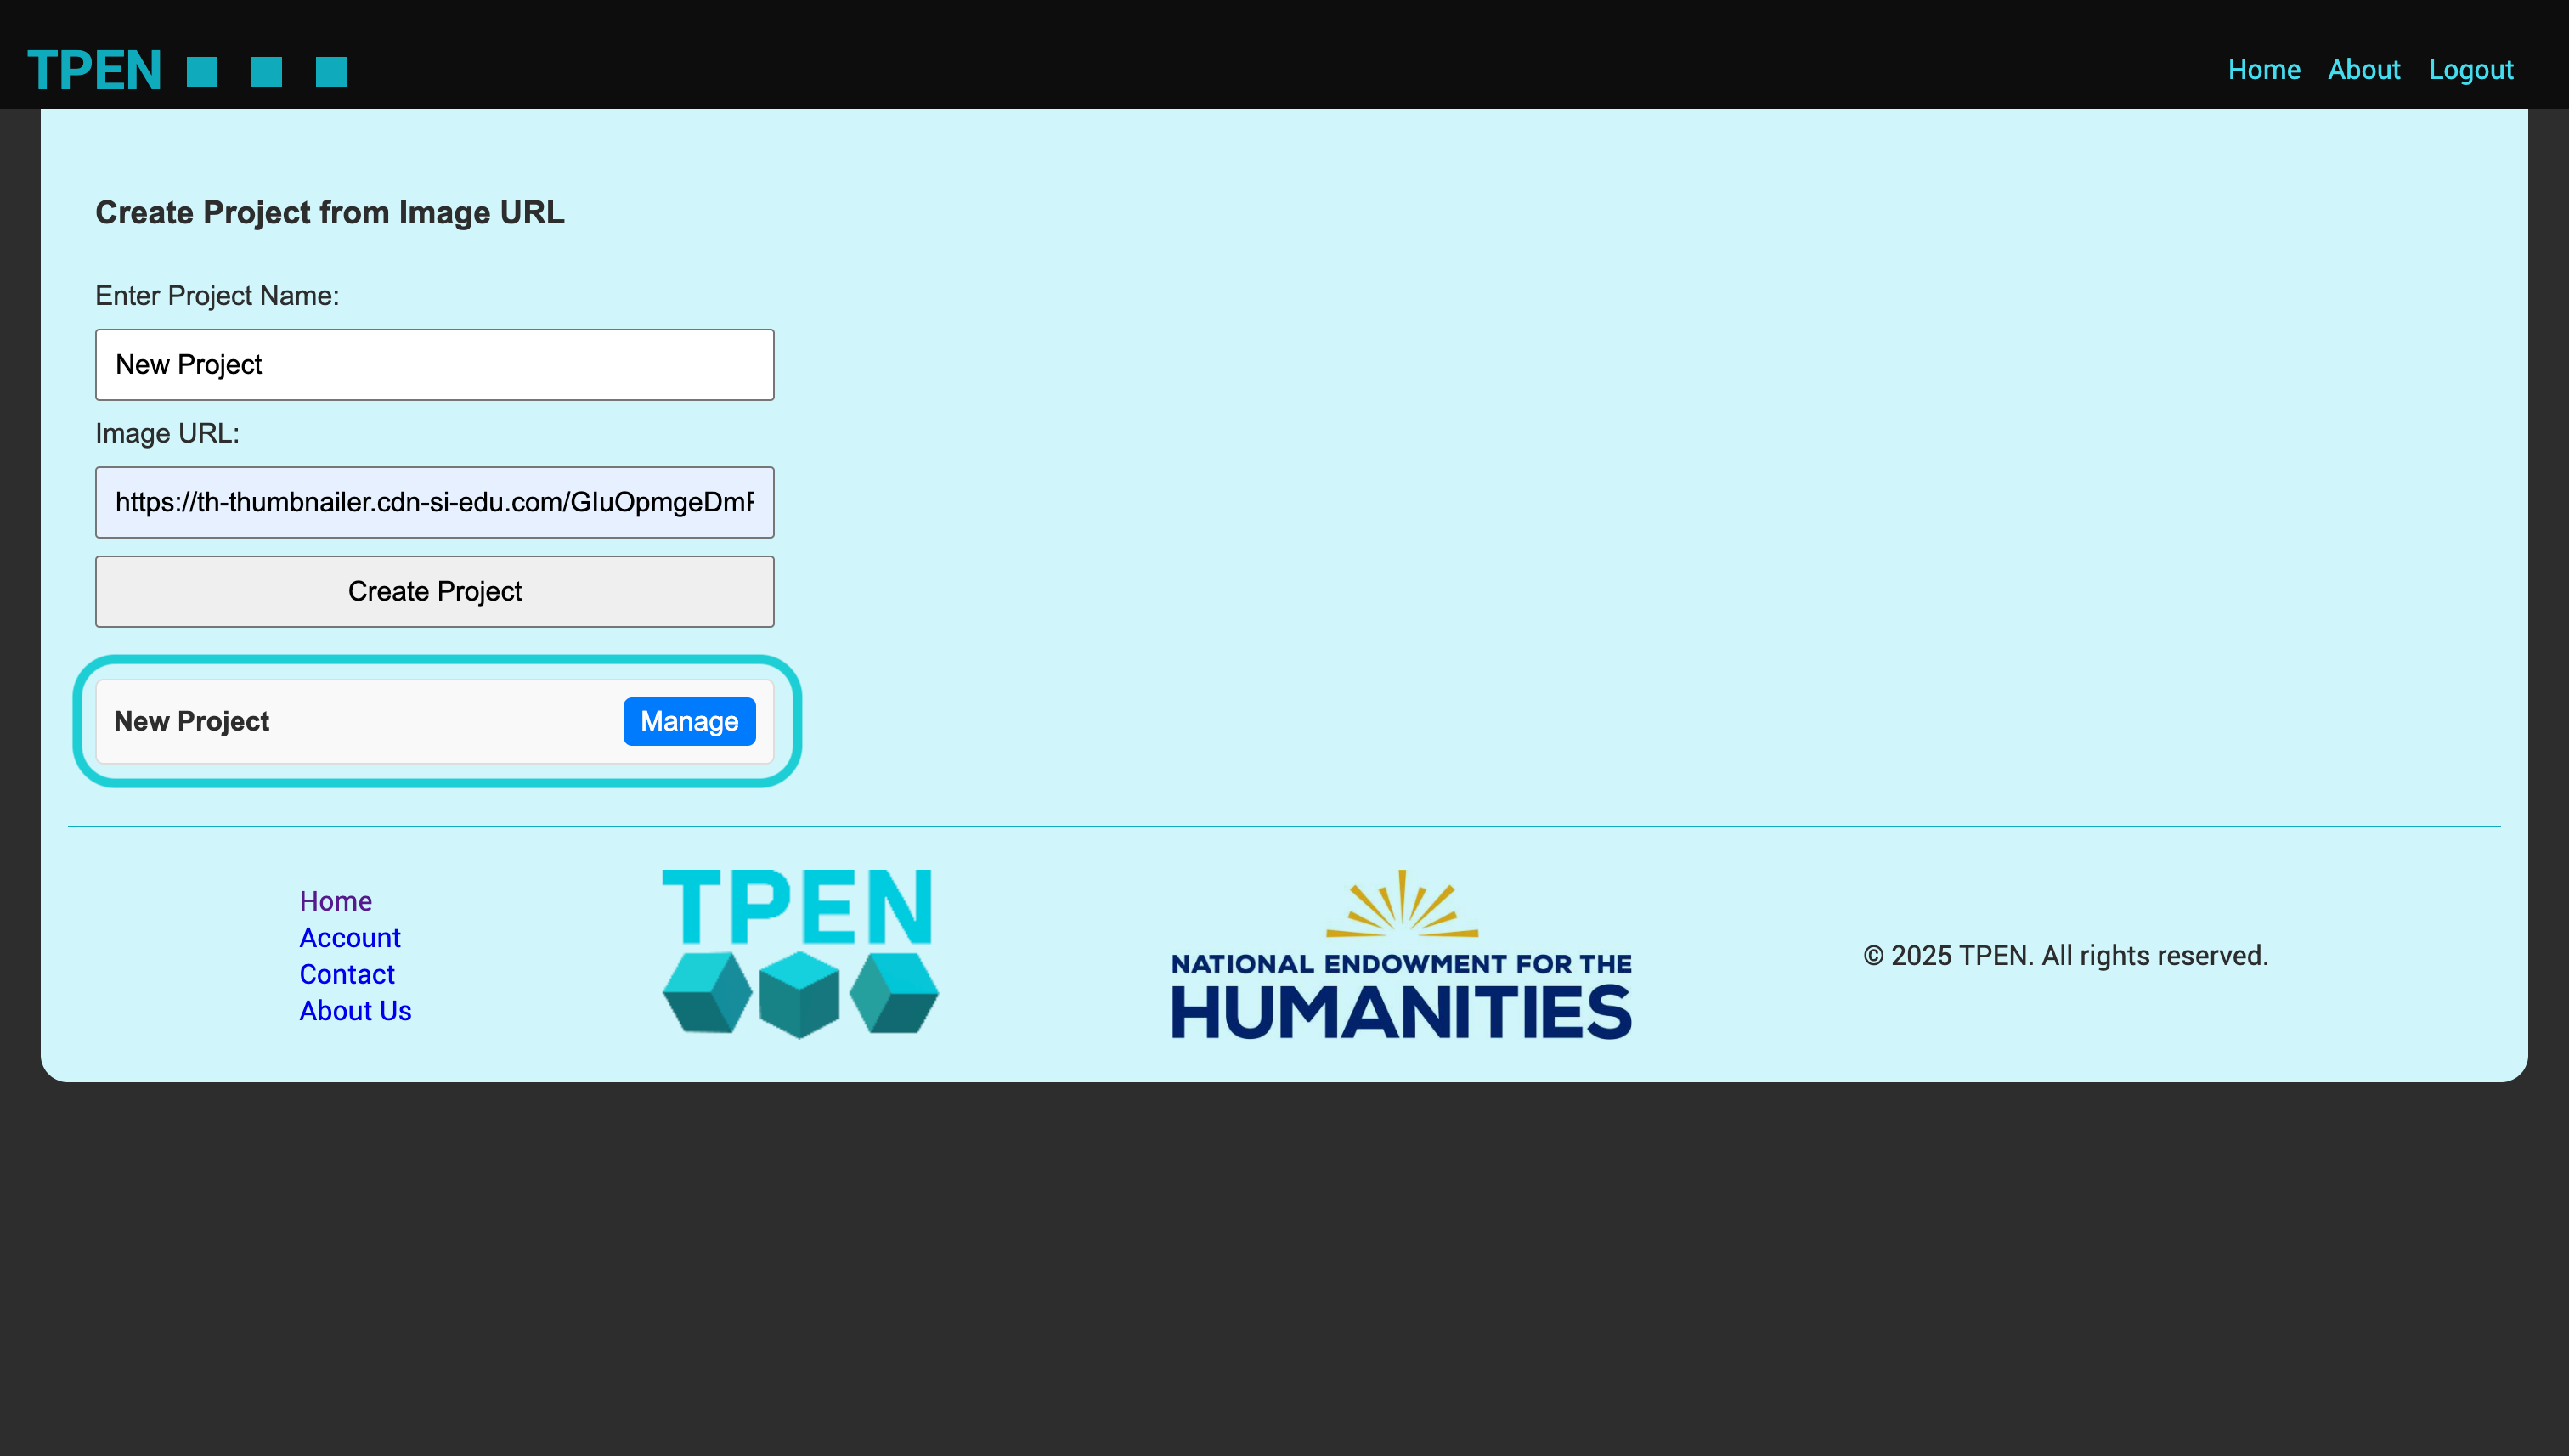 TPEN
Home About Logout
Create Project from Image URL
Enter Project Name:
New Project
Image URL:
https://th-thumbnailer.cdn-si-edu.com/GIuOpmgeDmF
Create Project
New Project Manage
Home
Account
Contact
About Us
TPEN
NATIONAL ENDOWMENT FOR THE
HUMANITIES
© 2025 TPEN. All rights reserved.